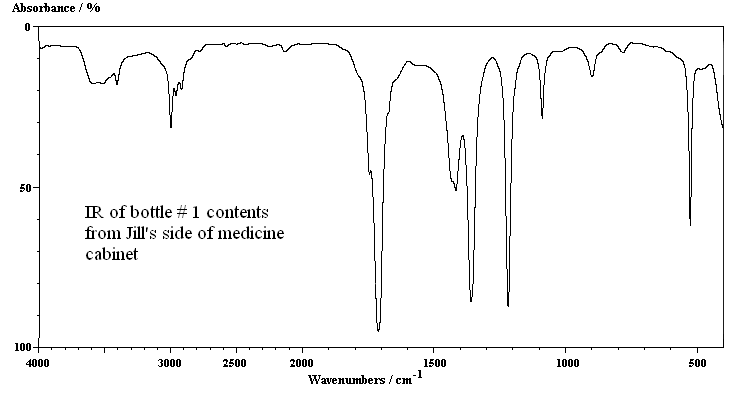 Absorbance / %
0
50
100
IR of bottle # 1 contents
from Jill's side of medicine
cabinet
4000 3000 2500 2000 1500 1000 500
Wavenumbers / cm-1